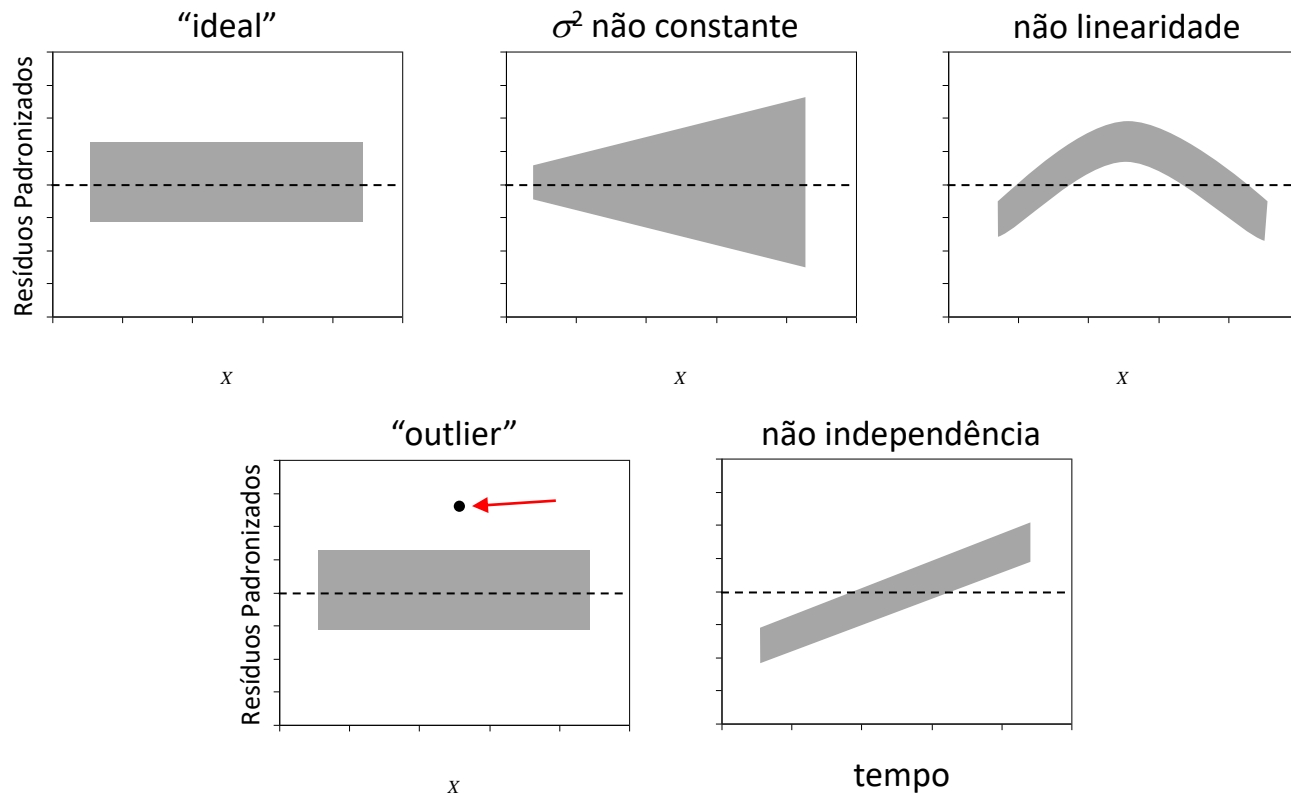 “ideal”
σ² não constante
não linearidade
Resíduos Padronizados
X
X
X
“outlier”
não independência
Resíduos Padronizados
X
tempo